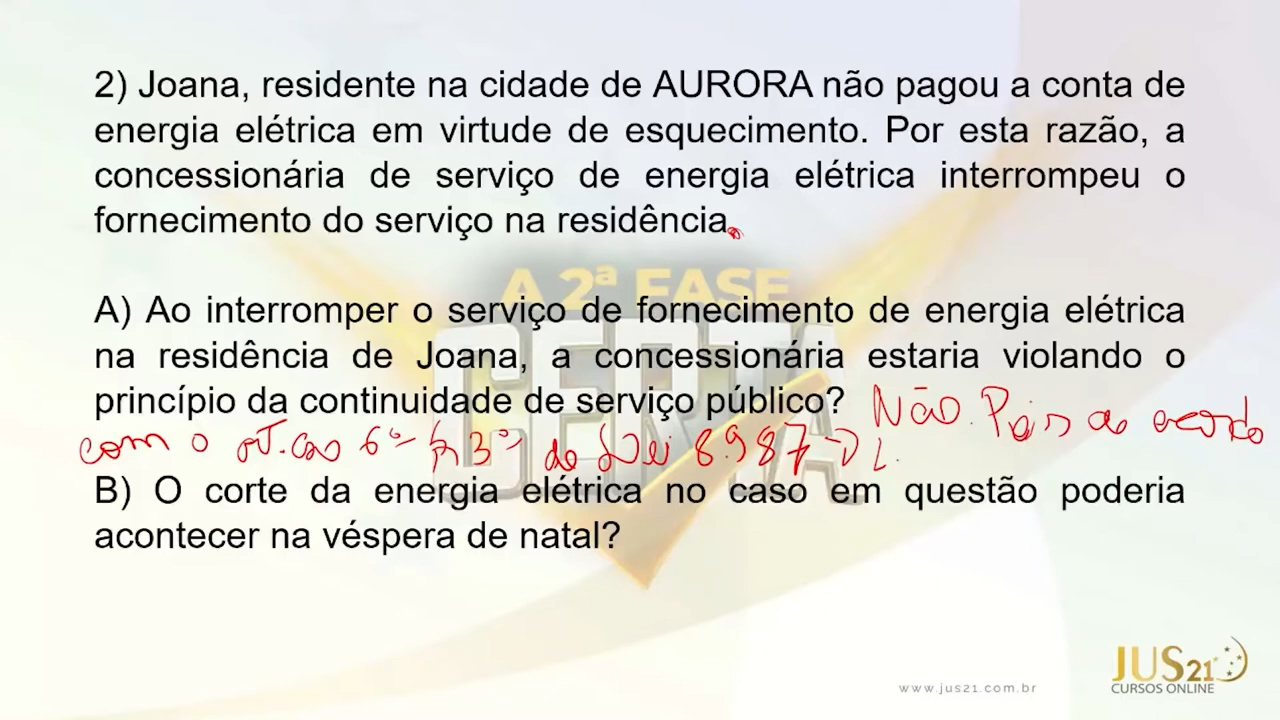 2) Joana, residente na cidade de AURORA não pagou a conta de
energia elétrica em virtude de esquecimento. Por esta razão, a
concessionária de serviço de energia elétrica interrompeu o
fornecimento do serviço na residência.
A 2ª FASE
CERTA
A) Ao interromper o serviço de fornecimento de energia elétrica
na residência de Joana, a concessionária estaria violando o
princípio da continuidade de serviço público? Não. Pois de acordo
com o 6º 3º da Lei 8.987
B) O corte da energia elétrica no caso em questão poderia
acontecer na véspera de natal?
JUS21
CURSOS ONLINE
www.jus21.com.br